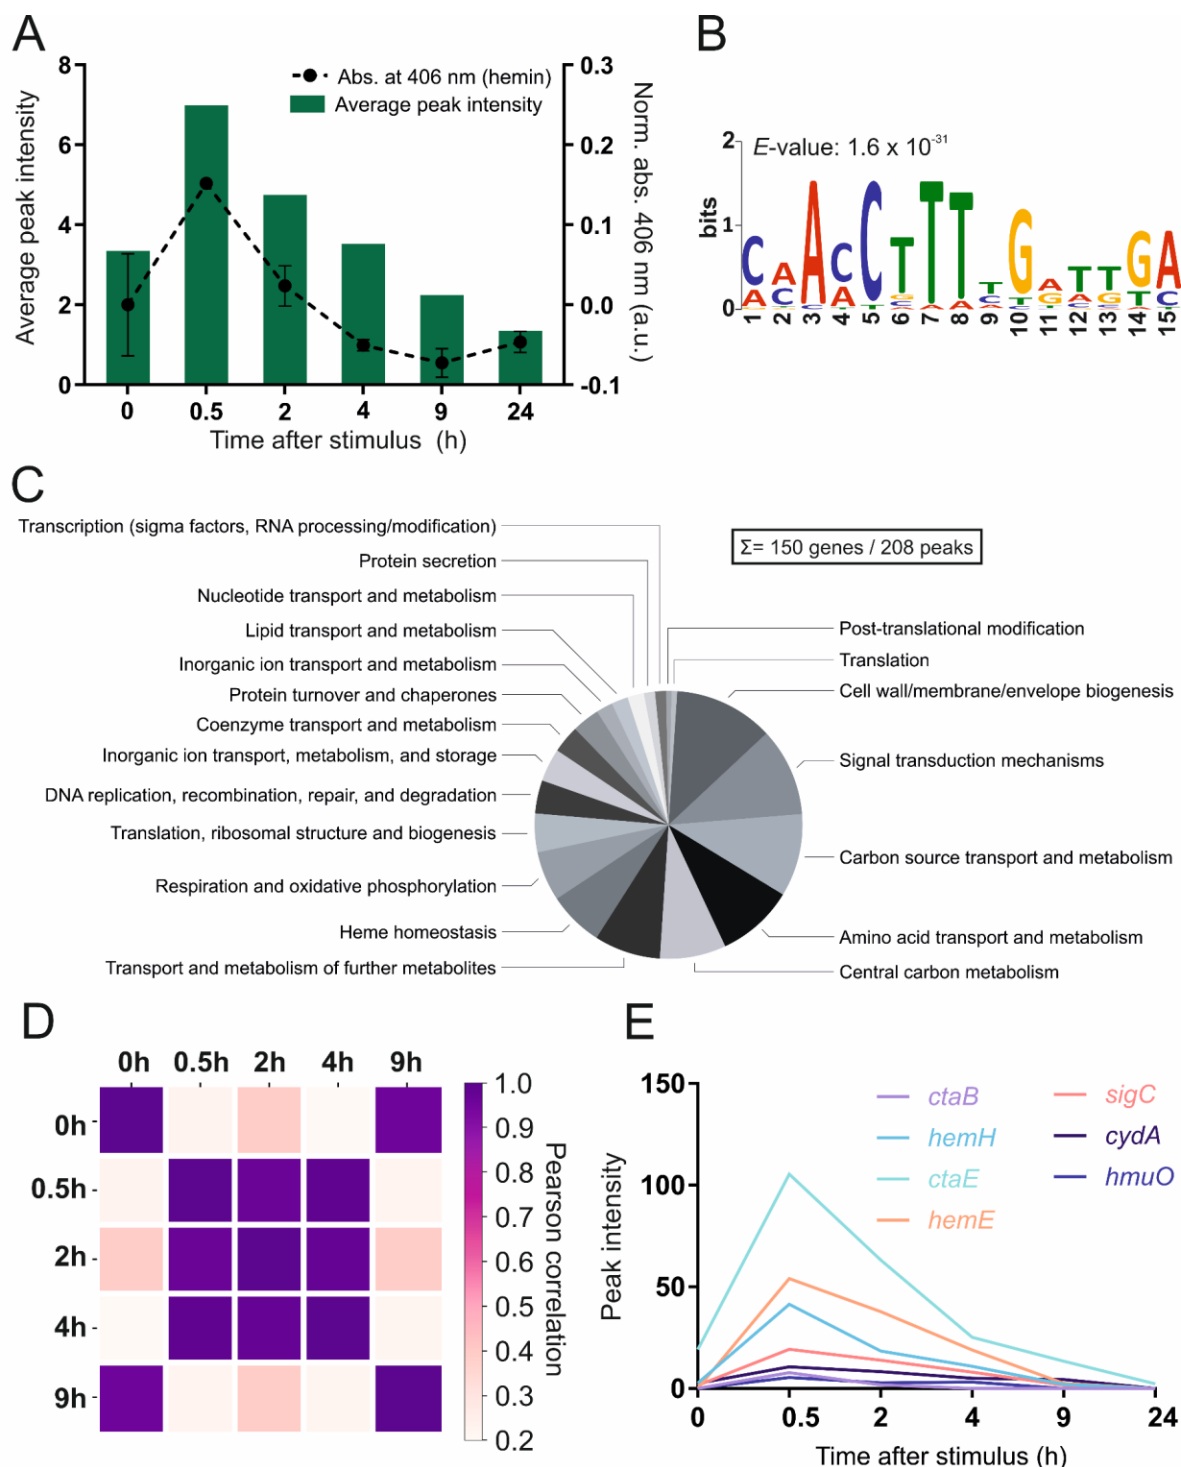 A
Average peak intensity
8
6
4
2
0
Abs. at 406 nm (hemin)
Average peak intensity
0.3
0.2
0.1
0.0
-0.1
Norm. abs. 406 nm (a.u.)
0 0.5 2 4 9 24
Time after stimulus (h)
B
E-value: 1.6 x 10⁻³¹
bits
2
1
0
1 2 3 4 5 6 7 8 9 10 11 12 13 14 15
C
Σ= 150 genes / 208 peaks
Transcription (sigma factors, RNA processing/modification)
Protein secretion
Nucleotide transport and metabolism
Lipid transport and metabolism
Inorganic ion transport and metabolism
Protein turnover and chaperones
Coenzyme transport and metabolism
Inorganic ion transport, metabolism, and storage
DNA replication, recombination, repair, and degradation
Translation, ribosomal structure and biogenesis
Respiration and oxidative phosphorylation
Heme homeostasis
Transport and metabolism of further metabolites
Post-translational modification
Translation
Cell wall/membrane/envelope biogenesis
Signal transduction mechanisms
Carbon source transport and metabolism
Amino acid transport and metabolism
Central carbon metabolism
D
0h 0.5h 2h 4h 9h
0h
0.5h
2h
4h
9h
1.0
0.9
0.8
0.7
0.6
0.5
0.4
0.3
0.2
Pearson correlation
E
Peak intensity
150
100
50
0
ctaB
hemH
ctaE
hemE
sigC
cydA
hmuO
0 0.5 2 4 9 24
Time after stimulus (h)